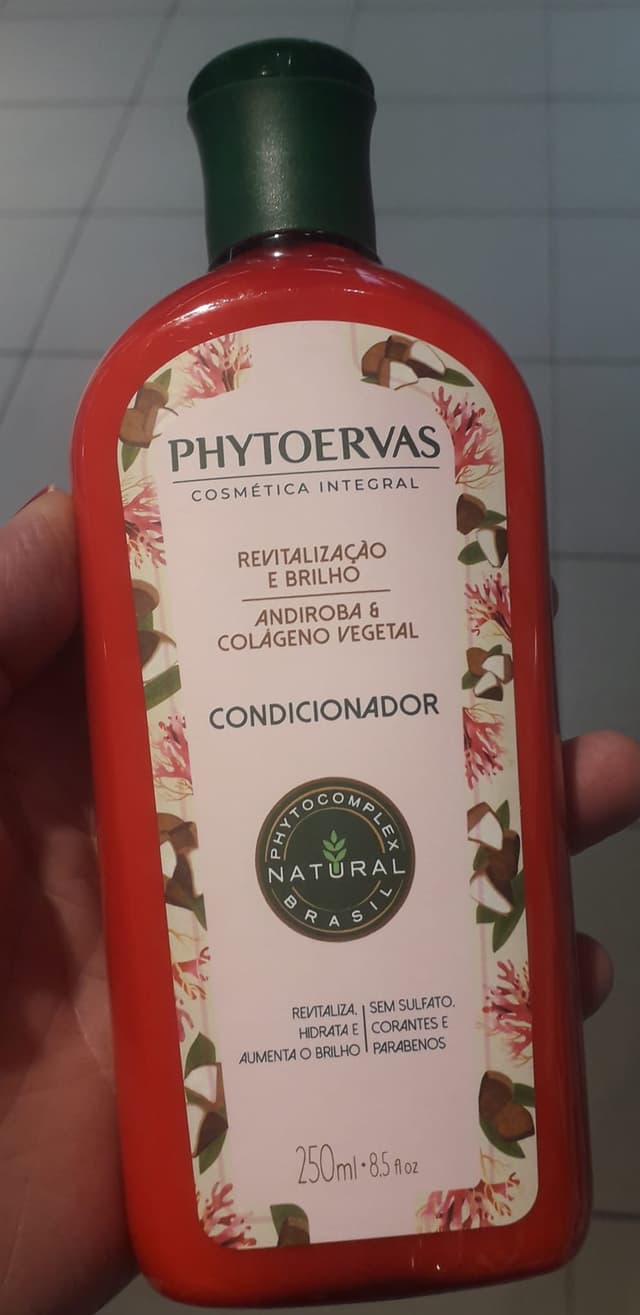 PHYTOERVAS
COSMÉTICA INTEGRAL
REVITALIZAÇÃO
E BRILHO
ANDIROBA &
COLÁGENO VEGETAL
CONDICIONADOR
PHYTOCOMPLEX
NATURAL
BRASIL
REVITALIZA,
HIDRATA E
AUMENTA O BRILHO
SEM SULFATO,
CORANTES E
PARABENOS
250ml • 8,5 fl oz